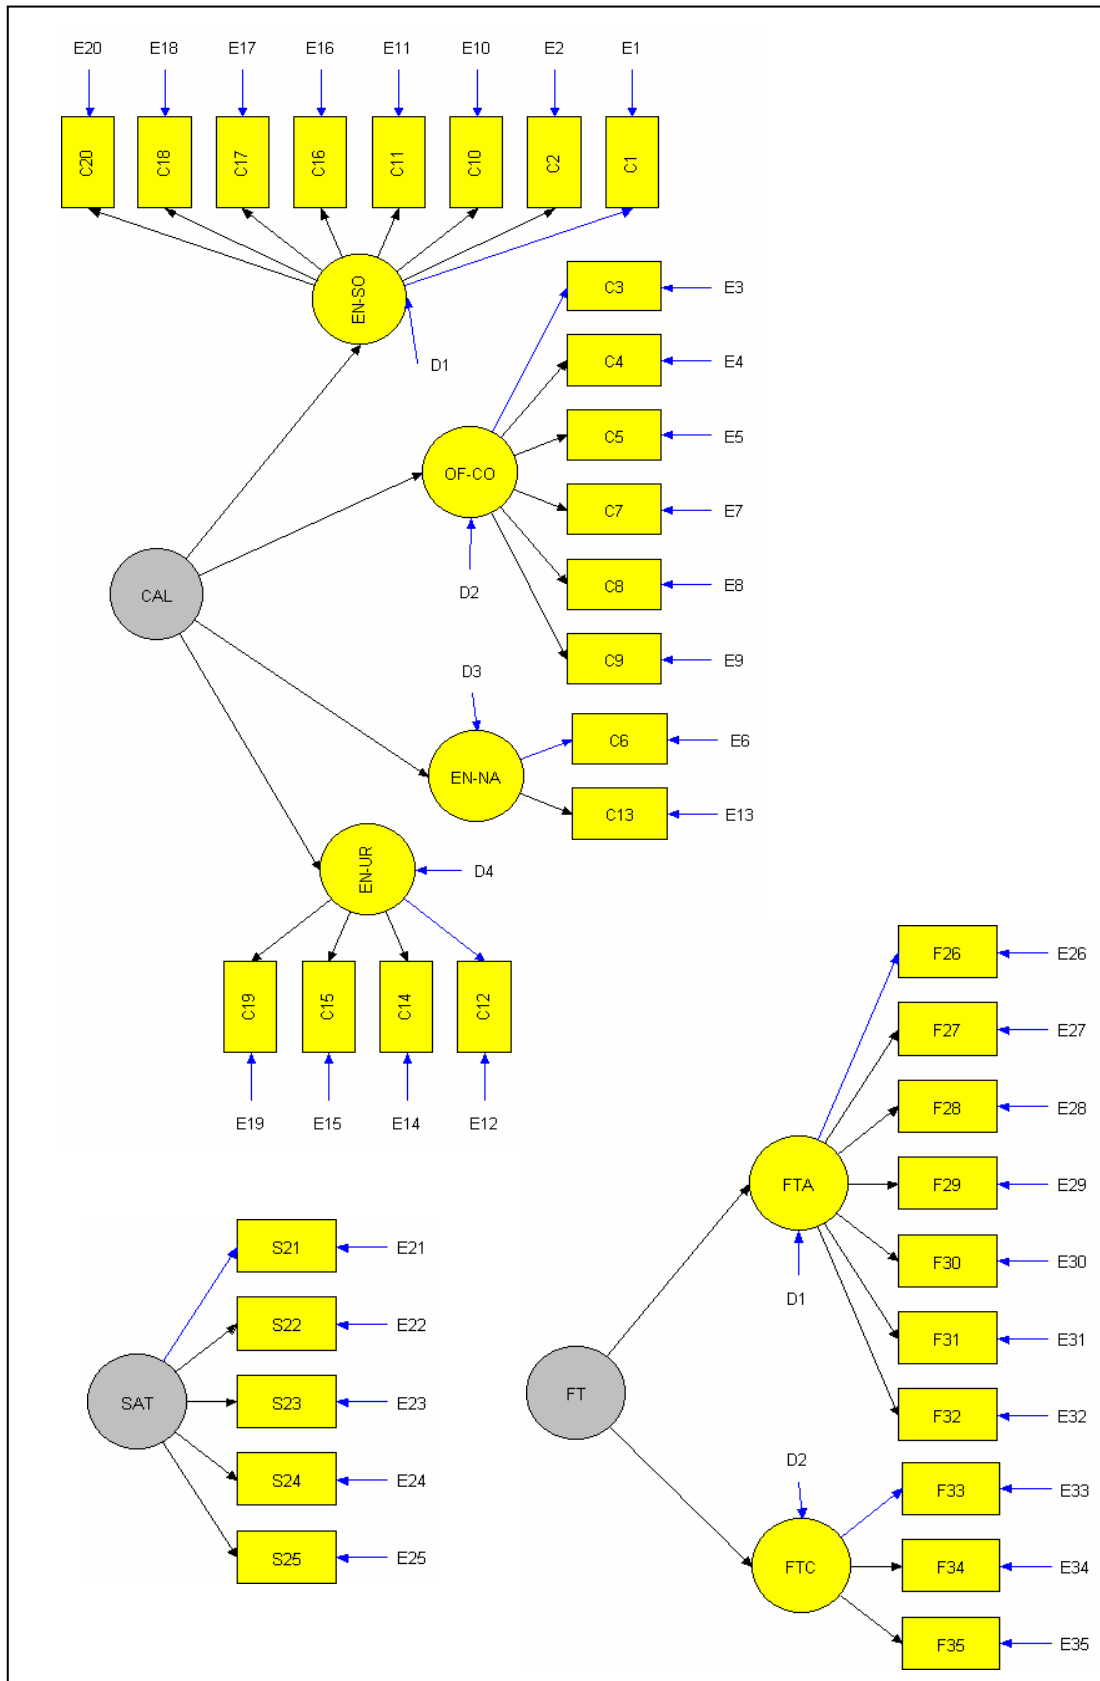 E20 E18 E17 E16 E11 E10 E2 E1
C20 C18 C17 C16 C11 C10 C2 C1
EN-SO
C3 E3
D1
C4 E4
C5 E5
OF-CO
C7 E7
C8 E8
D2
CAL
C9 E9
D3
C6 E6
EN-NA
C13 E13
EN-UR
D4
C19 C15 C14 C12
E19 E15 E14 E12
F26 E26
F27 E27
F28 E28
FTA
F29 E29
F30 E30
D1
F31 E31
F32 E32
S21 E21
S22 E22
SAT
S23 E23
S24 E24
S25 E25
FT
D2
F33 E33
FTC
F34 E34
F35 E35